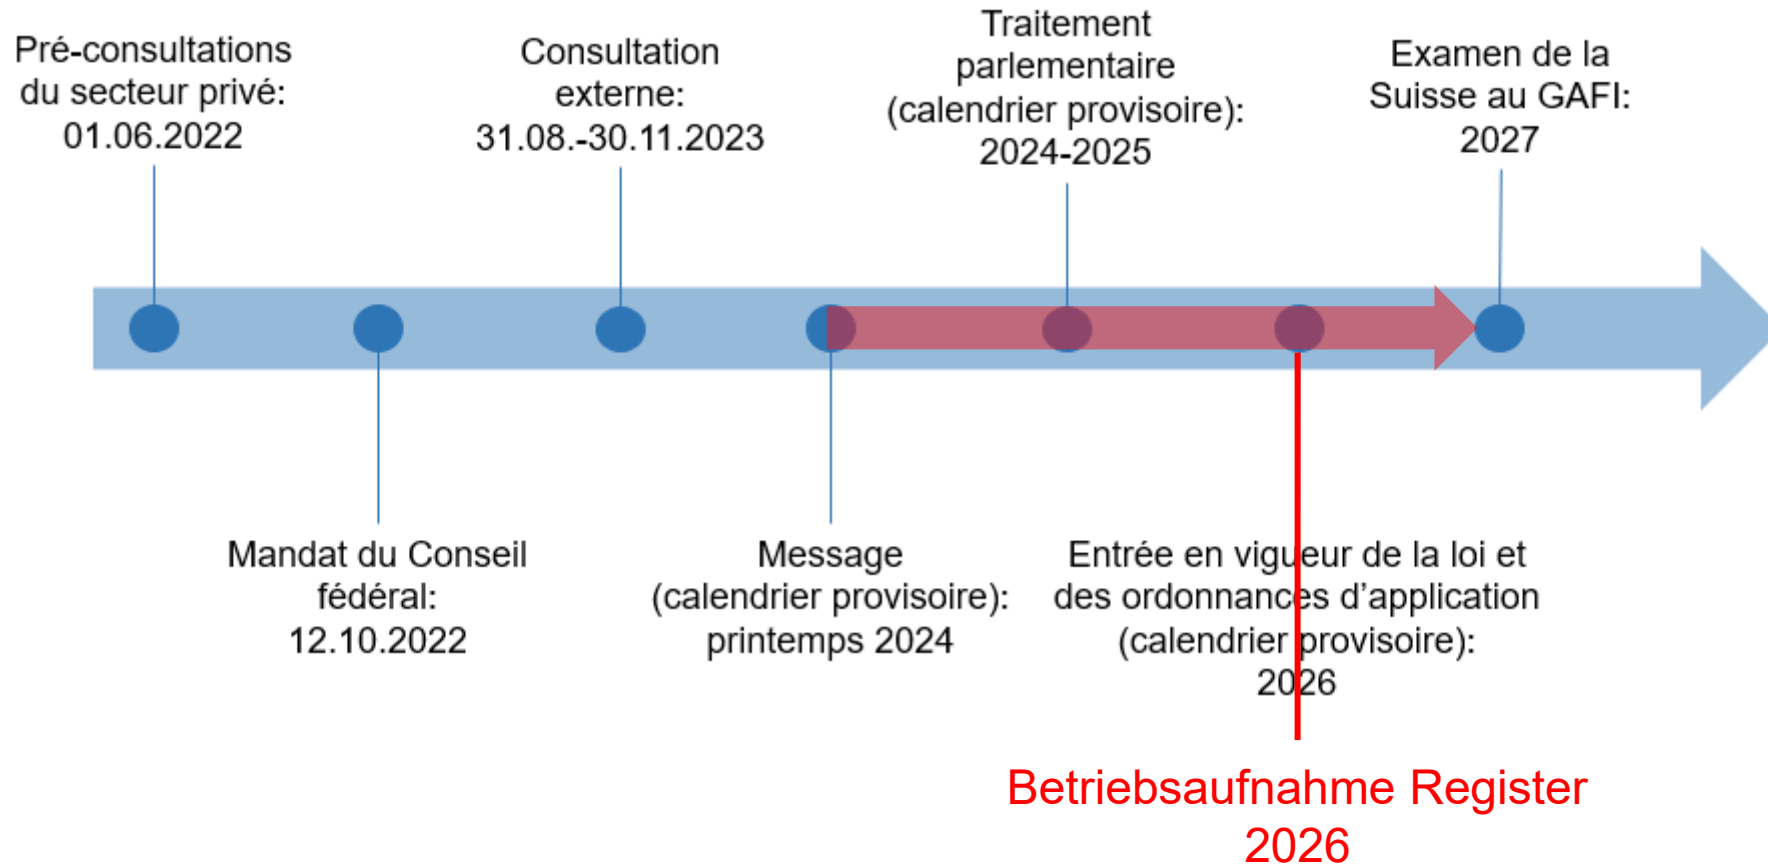 Pré-consultations
du secteur privé:
01.06.2022
Consultation
externe:
31.08.-30.11.2023
Traitement
parlementaire
(calendrier provisoire):
2024-2025
Examen de la
Suisse au GAFI:
2027
Mandat du Conseil
fédéral:
12.10.2022
Message
(calendrier provisoire):
printemps 2024
Entrée en vigueur de la loi et
des ordonnances d’application
(calendrier provisoire):
2026
Betriebsaufnahme Register
2026